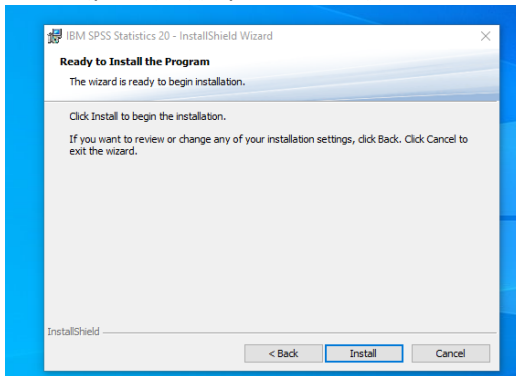 IBM SPSS Statistics 20 - InstallShield Wizard
Ready to Install the Program
The wizard is ready to begin installation.
Click Install to begin the installation.
If you want to review or change any of your installation settings, click Back. Click Cancel to
exit the wizard.
InstallShield
< Back Install Cancel